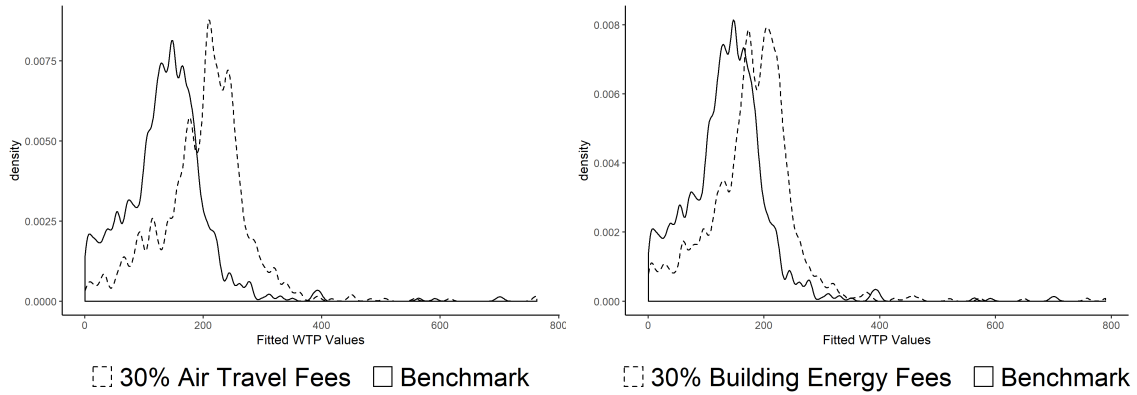 density
0.0075
0.0050
0.0025
0.0000
0
200
400
600
800
Fitted WTP Values
30% Air Travel Fees
Benchmark
density
0.008
0.006
0.004
0.002
0.000
0
200
400
600
800
Fitted WTP Values
30% Building Energy Fees
Benchmark